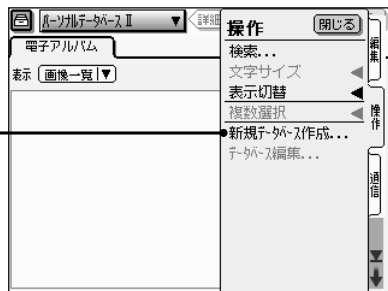 パーソナルデータベースⅡ ▼
詳細
操作
閉じる
電子アルバム
表示 画像一覧 ▼
検索...
文字サイズ ◀
表示切替 ◀
複数選択 ◀
新規データベース作成...
データベース編集...
編集
操作
通信